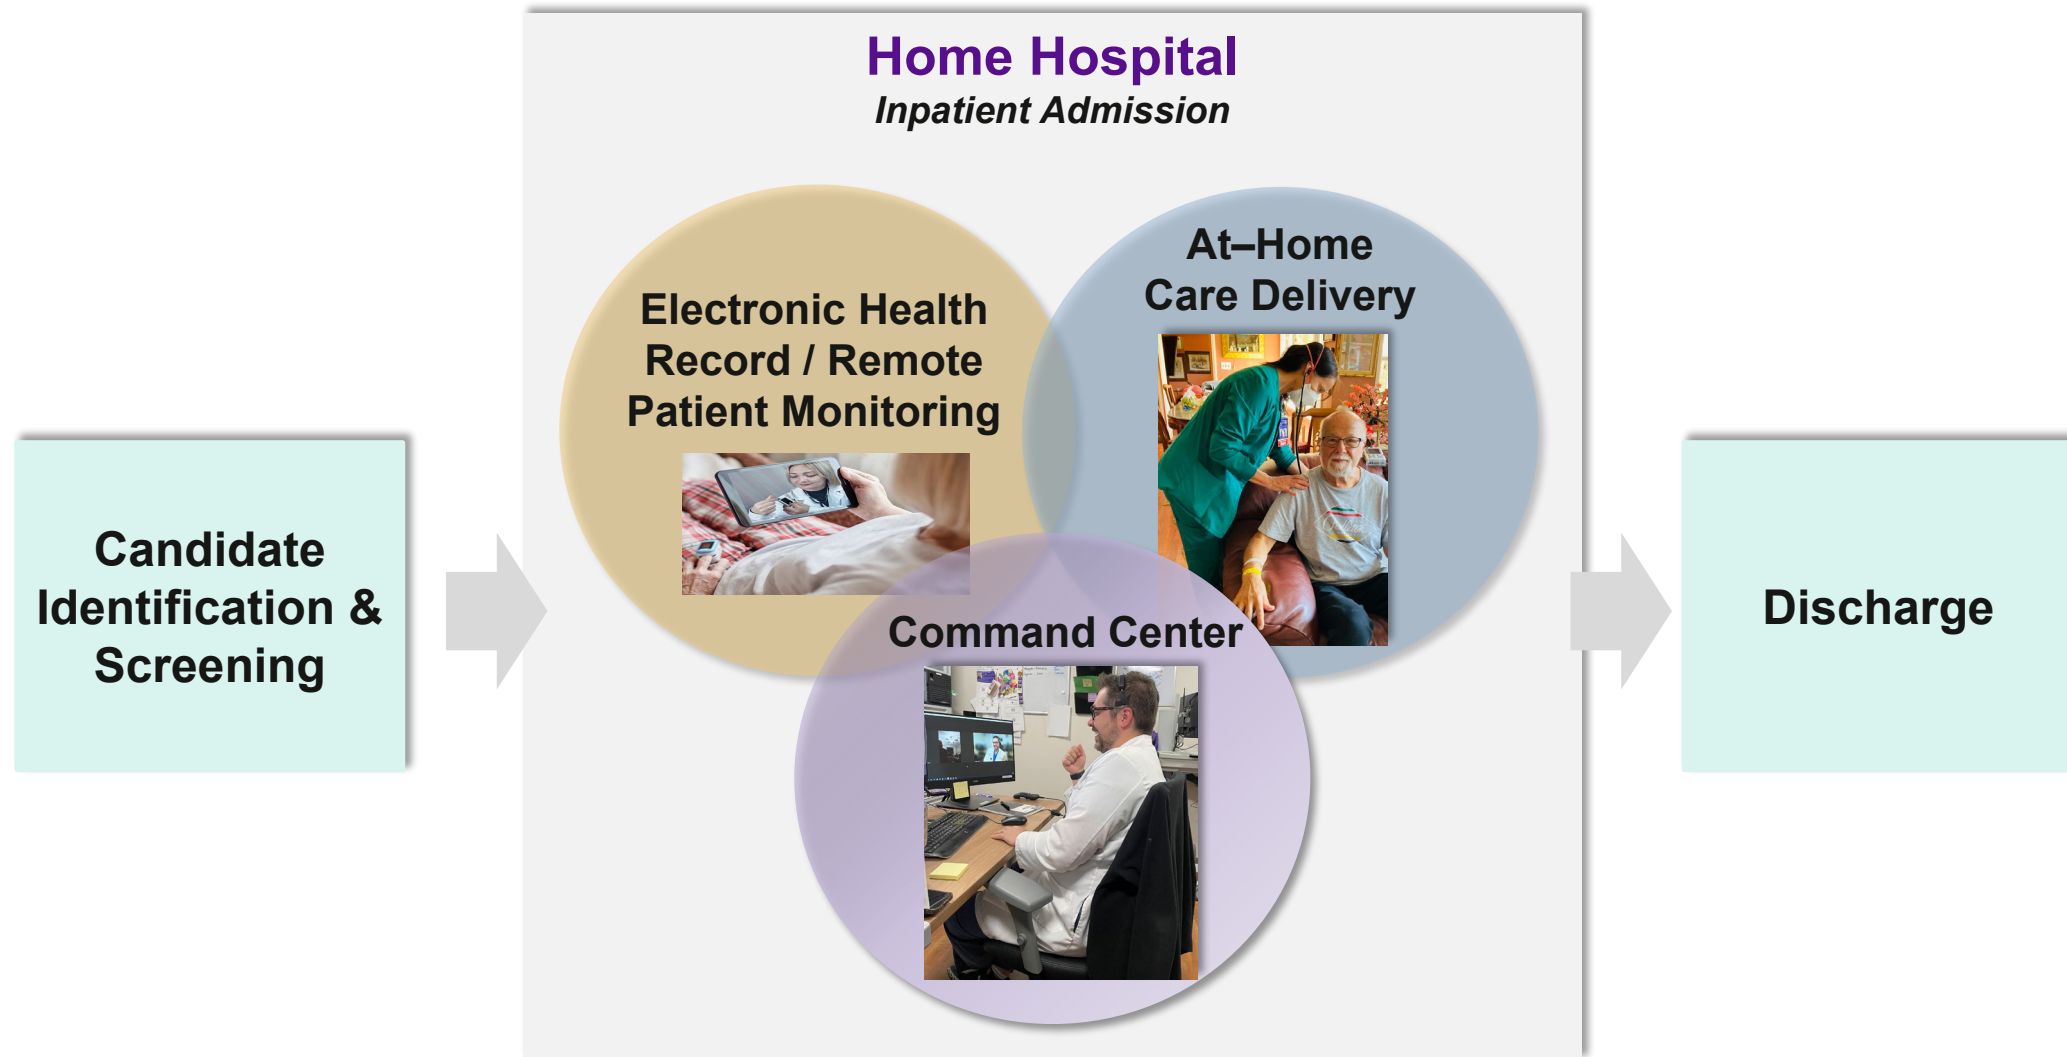 Home Hospital
Inpatient Admission
Electronic Health
Record / Remote
Patient Monitoring
At–Home
Care Delivery
Command Center
Candidate
Identification &
Screening
Discharge